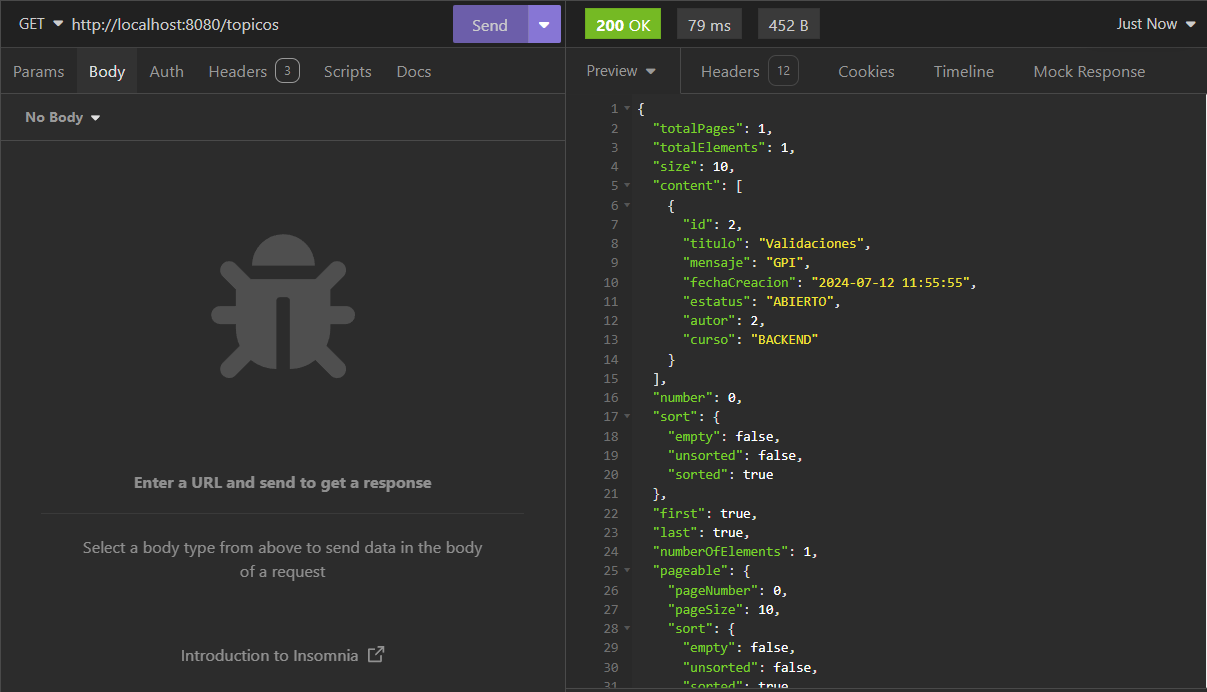 GET http://localhost:8080/topicos Send
Params Body Auth Headers 3 Scripts Docs
No Body
Enter a URL and send to get a response
Select a body type from above to send data in the body
of a request
Introduction to Insomnia
200 OK 79 ms 452 B Just Now
Preview Headers 12 Cookies Timeline Mock Response
1 {
2 "totalPages": 1,
3 "totalElements": 1,
4 "size": 10,
5 "content": [
6 {
7 "id": 2,
8 "titulo": "Validaciones",
9 "mensaje": "GPI",
10 "fechaCreacion": "2024-07-12 11:55:55",
11 "estatus": "ABIERTO",
12 "autor": 2,
13 "curso": "BACKEND"
14 }
15 ],
16 "number": 0,
17 "sort": {
18 "empty": false,
19 "unsorted": false,
20 "sorted": true
21 },
22 "first": true,
23 "last": true,
24 "numberOfElements": 1,
25 "pageable": {
26 "pageNumber": 0,
27 "pageSize": 10,
28 "sort": {
29 "empty": false,
30 "unsorted": false,
31 "sorted": true